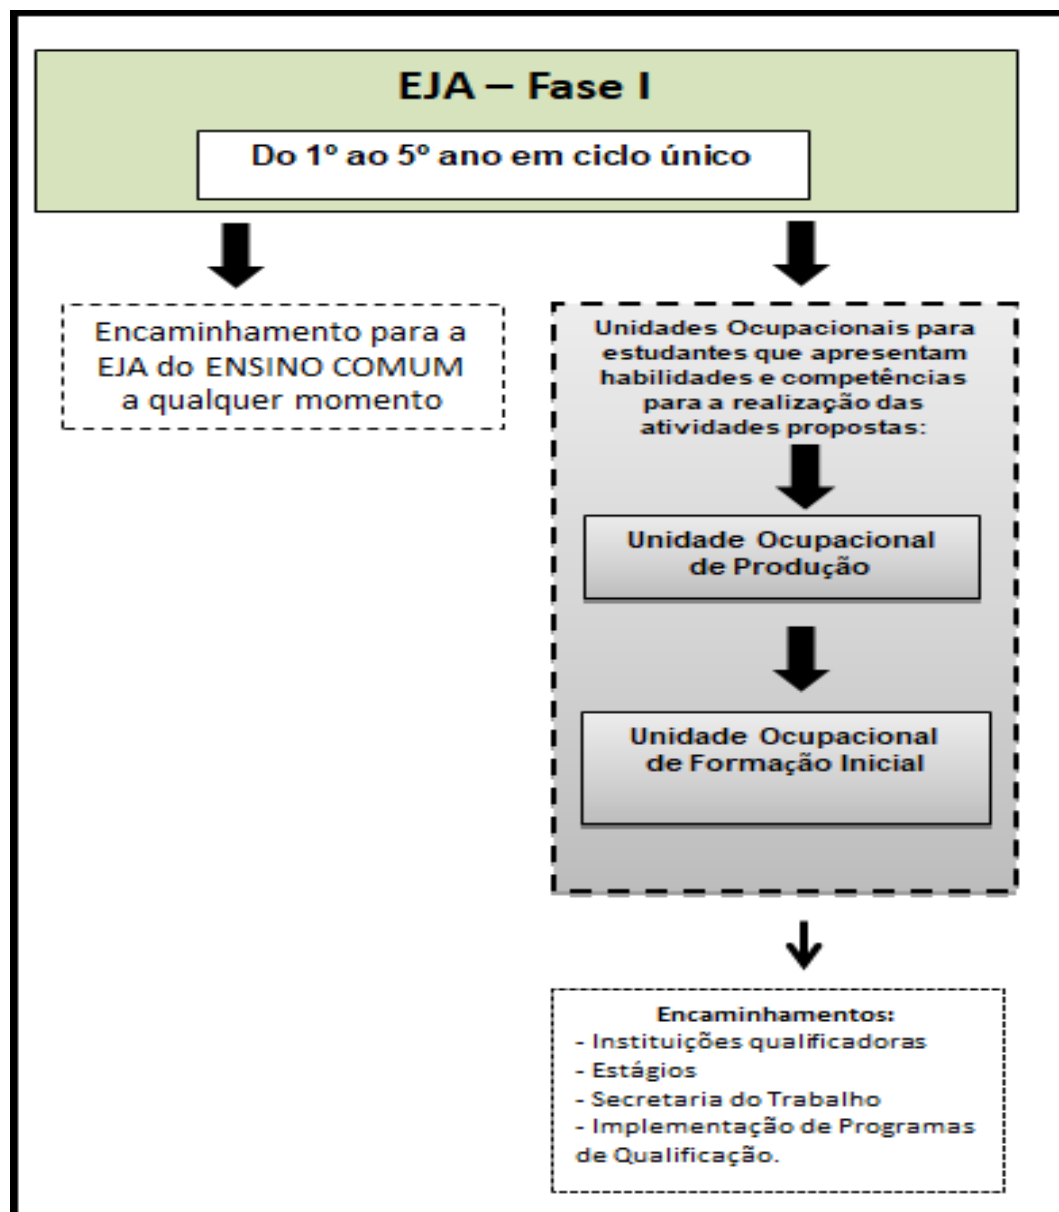 EJA – Fase I
Do 1º ao 5º ano em ciclo único
Encaminhamento para a
EJA do ENSINO COMUM
a qualquer momento
Unidades Ocupacionais para
estudantes que apresentam
habilidades e competências
para a realização das
atividades propostas:
Unidade Ocupacional
de Produção
Unidade Ocupacional
de Formação Inicial
Encaminhamentos:
- Instituições qualificadoras
- Estágios
- Secretaria do Trabalho
- Implementação de Programas
de Qualificação.